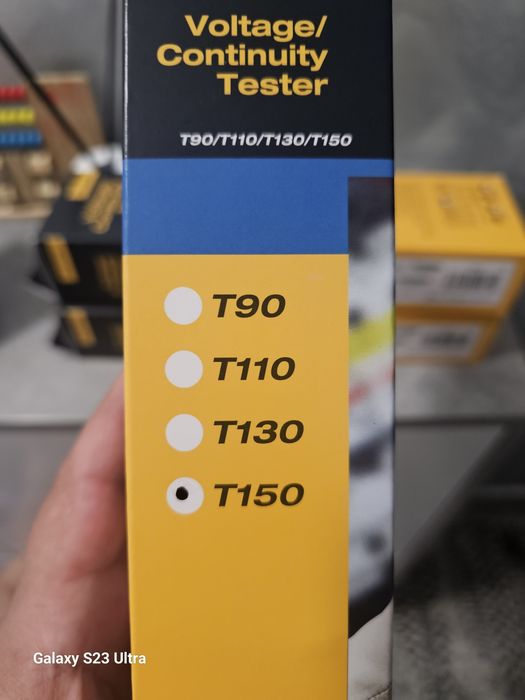 Voltage/
Continuity
Tester
T90/T110/T130/T150
T90
T110
T130
T150
Galaxy S23 Ultra